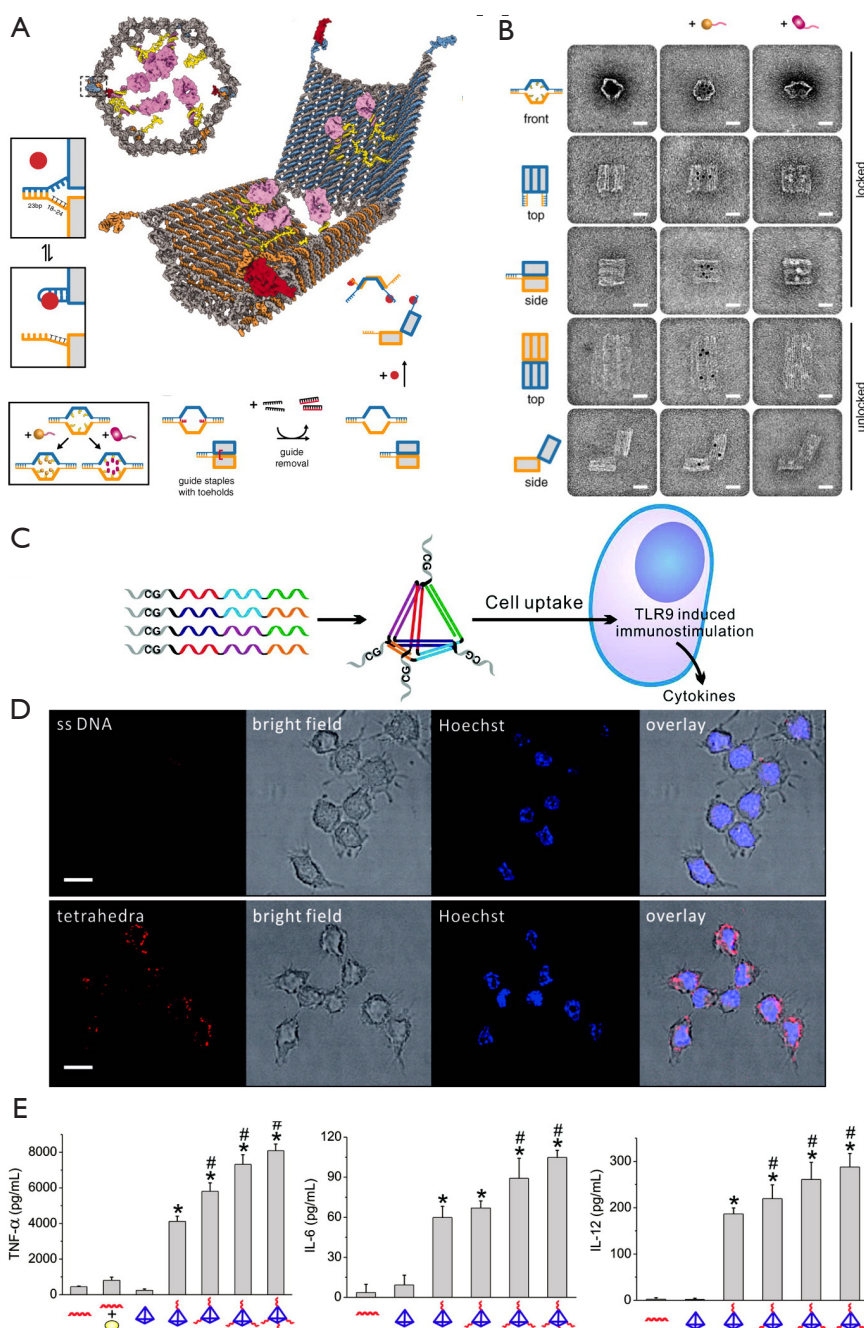 A
23bp
18–24
+
+
+
guide staples
with toeholds
guide
removal
+
B
+
+
front
top
side
top
side
locked
unlocked
C
CG
CG
CG
CG
CG
CG
CG
CG
Cell uptake
TLR9 induced
immunostimulation
Cytokines
D
ss DNA
bright field
Hoechst
overlay
tetrahedra
bright field
Hoechst
overlay
E
TNF-α (pg/mL)
8000
6000
4000
2000
0
*
#
*
#
*
#
*
+
IL-6 (pg/mL)
120
90
60
30
0
*
*
#
*
#
*
IL-12 (pg/mL)
300
200
100
0
*
#
*
#
*
#
*